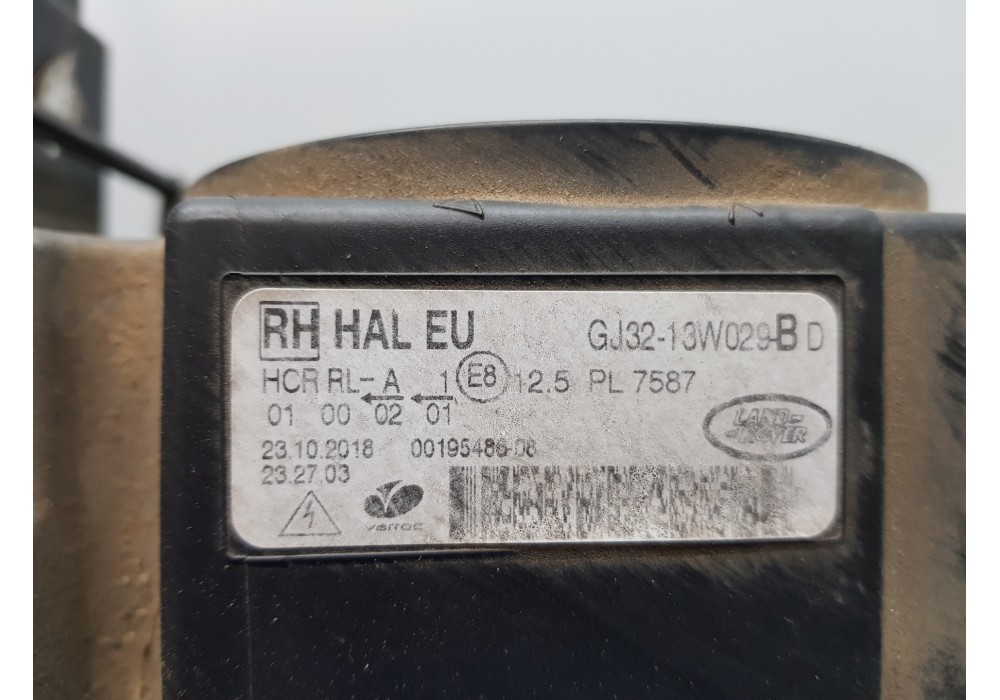 RH HAL EU GJ32-13W029-B D
HCR RL-A 1 E8 12.5 PL 7587
01 00 02 01
LAND-
-ROVER
23.10.2018 00195486-08
23.27.03
varroc